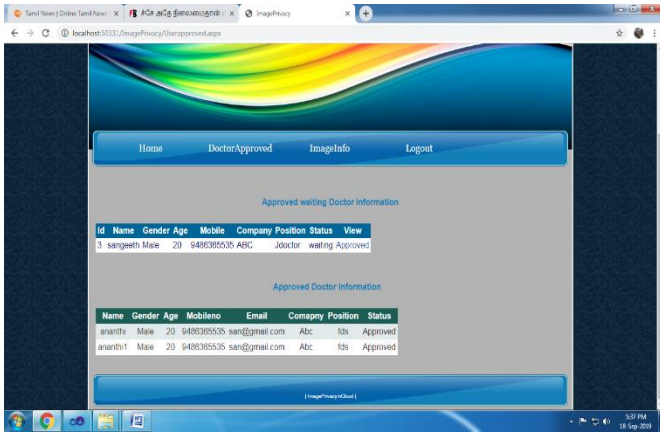 Tamil News | Online Tamil News
ImagePrivacy
localhost:50331/ImagePrivacy/Userapproved.aspx
Home DoctorApproved ImageInfo Logout
Approved waiting Doctor Information
Id Name Gender Age Mobile Company Position Status View
3 sangeeth Male 20 9486365535 ABC Jdoctor waiting Approved
Approved Doctor Information
Name Gender Age Mobileno Email Comapny Position Status
ananthi Male 20 9486365535 san@gmail.com Abc fds Approved
ananthi1 Male 20 9486365535 san@gmail.com Abc fds Approved
| ImagePrivacyinCloud |
5:37 PM
18-Sep-2019